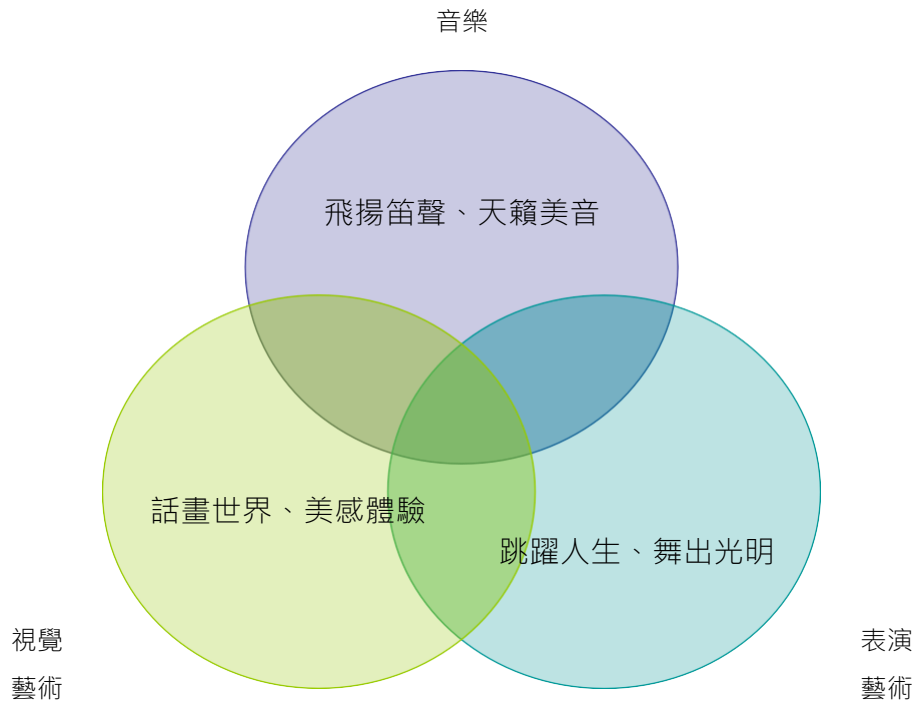 音樂
飛揚笛聲、天籟美音
話畫世界、美感體驗
跳躍人生、舞出光明
視覺
藝術
表演
藝術